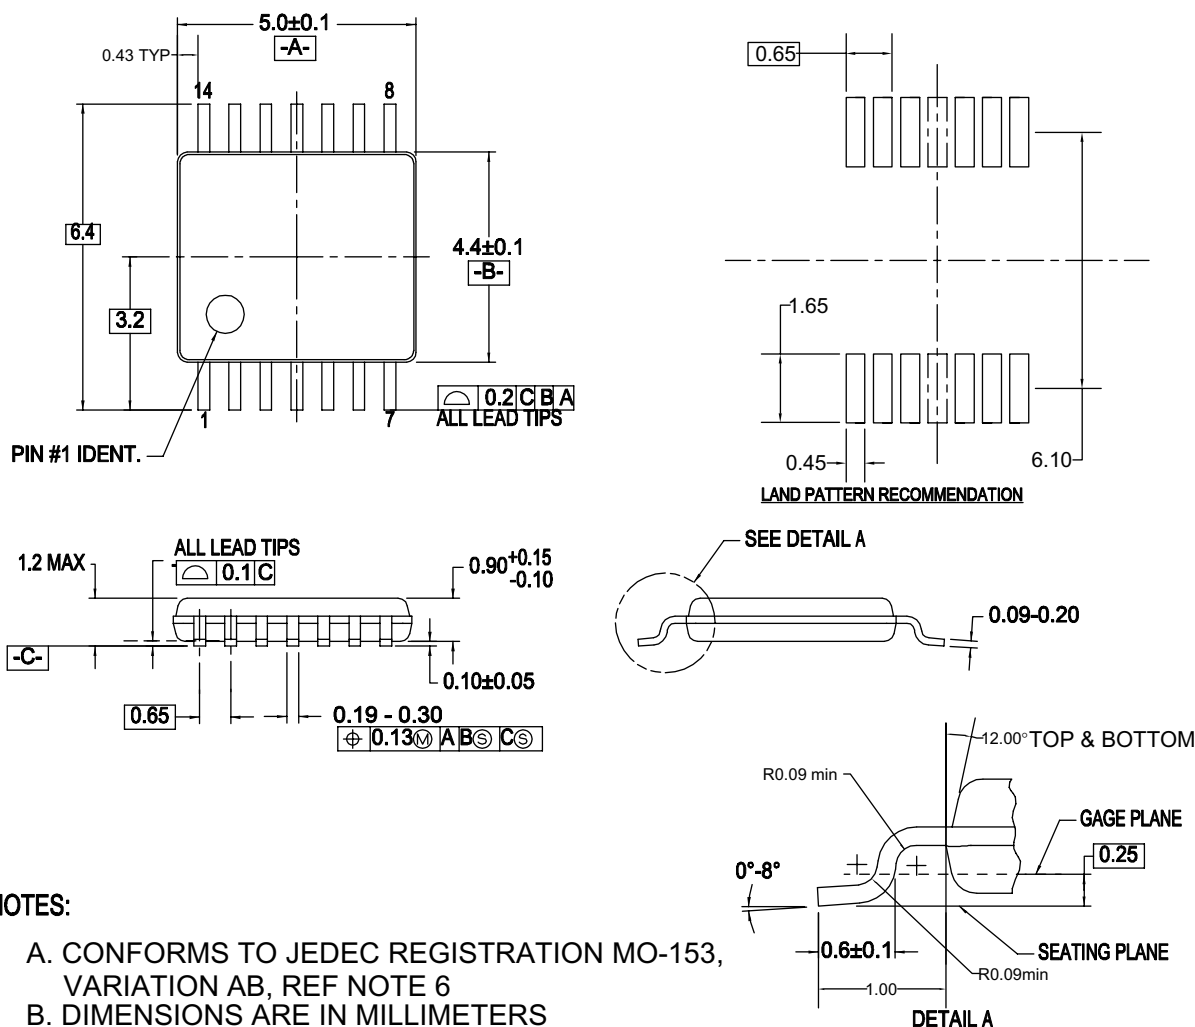 5.0±0.1
-A-
0.43 TYP
14
8
6.4
3.2
4.4±0.1
-B-
0.2 C B A
ALL LEAD TIPS
1
7
PIN #1 IDENT.
0.65
1.65
0.45
6.10
LAND PATTERN RECOMMENDATION
ALL LEAD TIPS
0.1 C
1.2 MAX
0.90 +0.15
-0.10
-C-
0.10±0.05
0.65
0.19 - 0.30
⌖ 0.13Ⓜ A BⓈ CⓈ
SEE DETAIL A
0.09-0.20
12.00° TOP & BOTTOM
R0.09 min
GAGE PLANE
0.25
0°-8°
0.6±0.1
SEATING PLANE
R0.09min
1.00
DETAIL A
NOTES:
A. CONFORMS TO JEDEC REGISTRATION MO-153,
VARIATION AB, REF NOTE 6
B. DIMENSIONS ARE IN MILLIMETERS